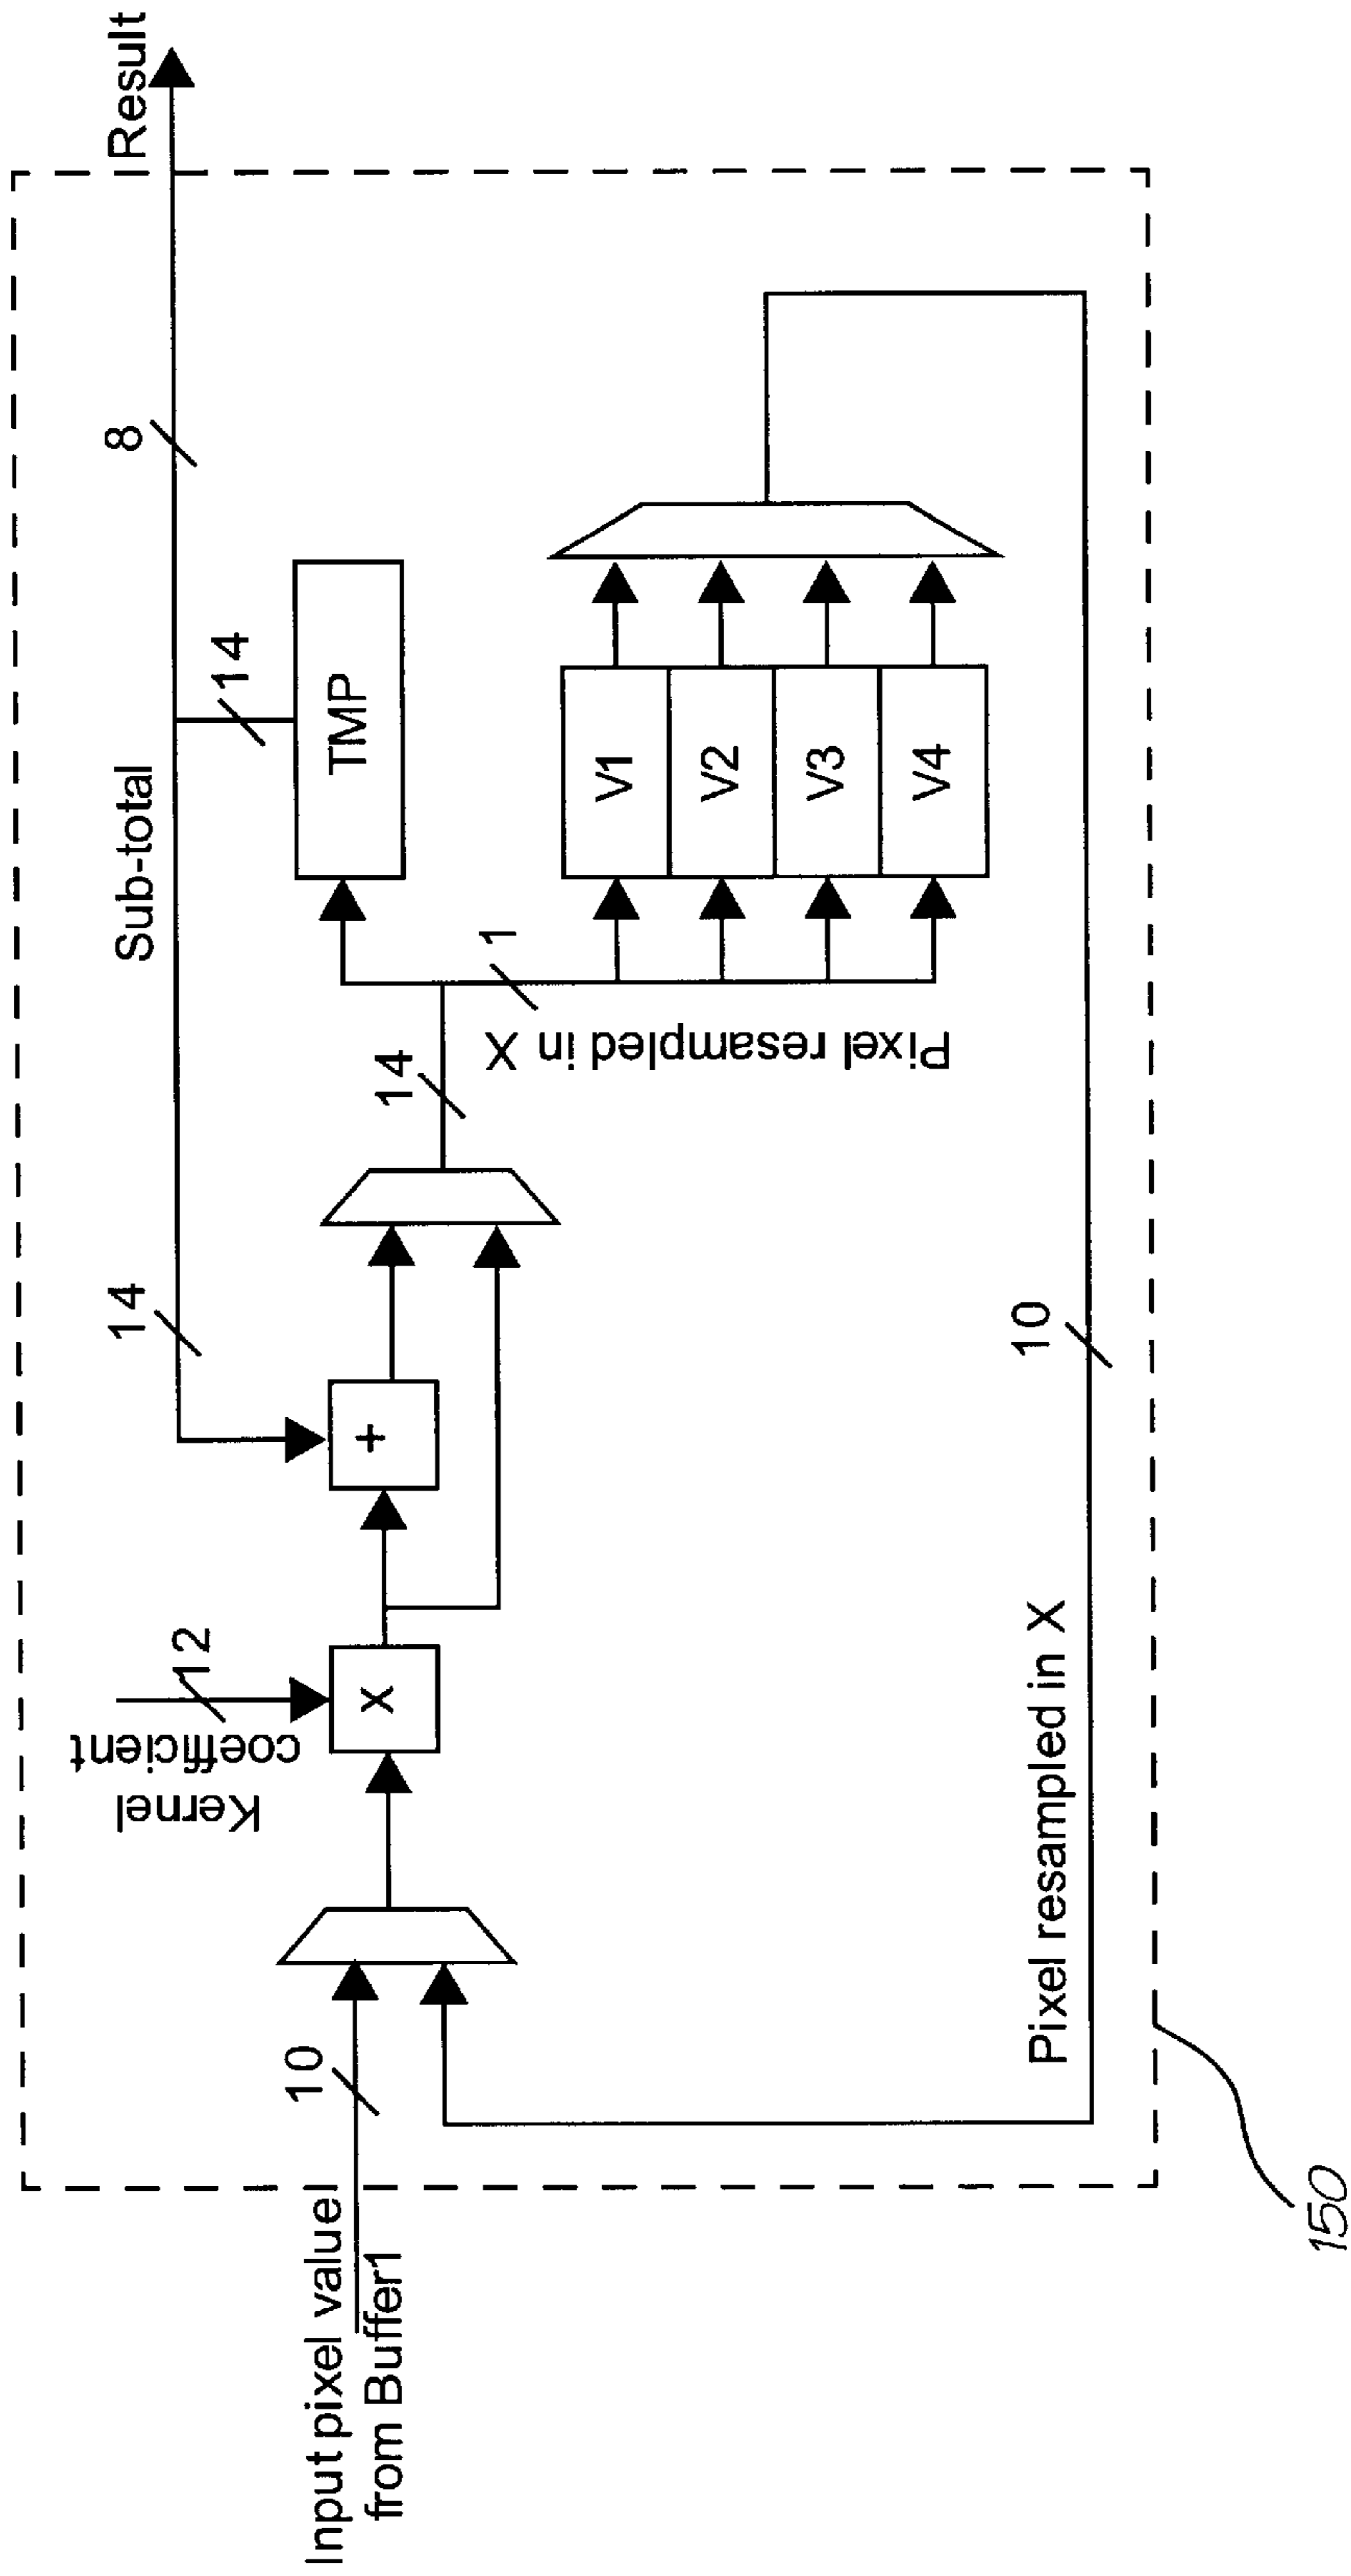 Result
8
Sub-total
14
14
TMP
14
1
V1
V2
V3
V4
Pixel resampled in X
+
12
Kernel
coefficient
X
10
Input pixel value
from Buffer1
10
Pixel resampled in X
150